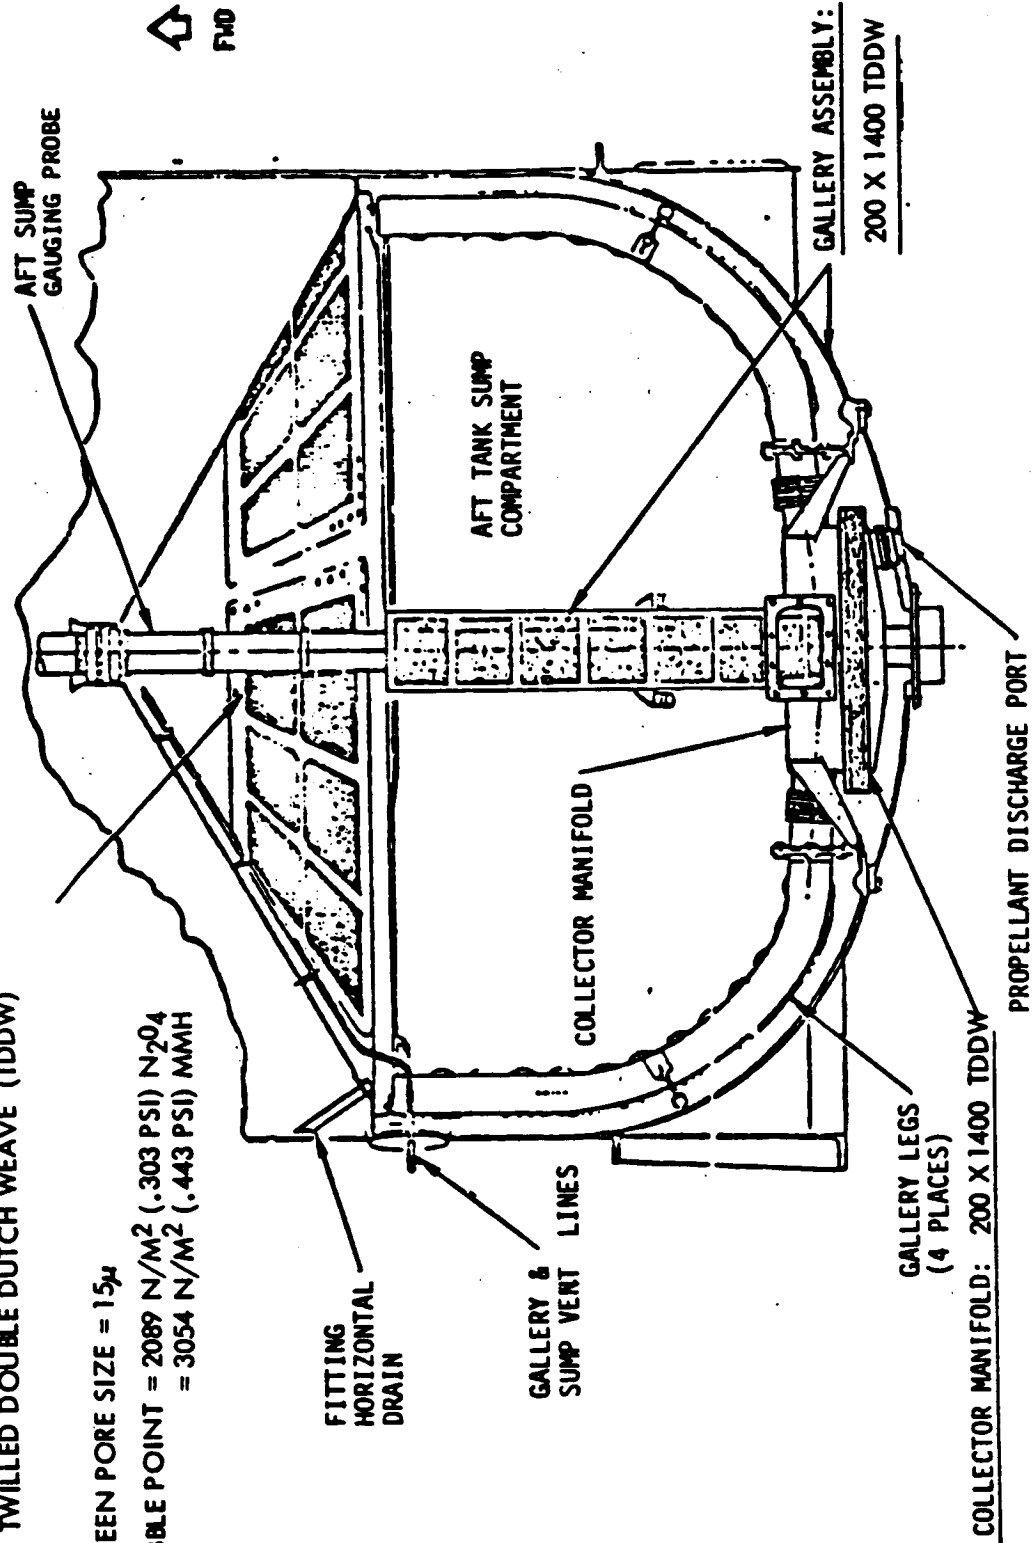 TWILLED DOUBLE DUTCH WEAVE (TDDW)
EEN PORE SIZE = 15μ
BLE POINT = 2089 N/M² (.303 PSI) N₂O₄
= 3054 N/M² (.443 PSI) MMH
FWD
AFT SUMP
GAUGING PROBE
FITTING
HORIZONTAL
DRAIN
GALLERY &
SUMP VENT LINES
AFT TANK SUMP
COMPARTMENT
COLLECTOR MANIFOLD
GALLERY ASSEMBLY:
200 X 1400 TDDW
GALLERY LEGS
(4 PLACES)
COLLECTOR MANIFOLD: 200 X 1400 TDDW
PROPELLANT DISCHARGE PORT